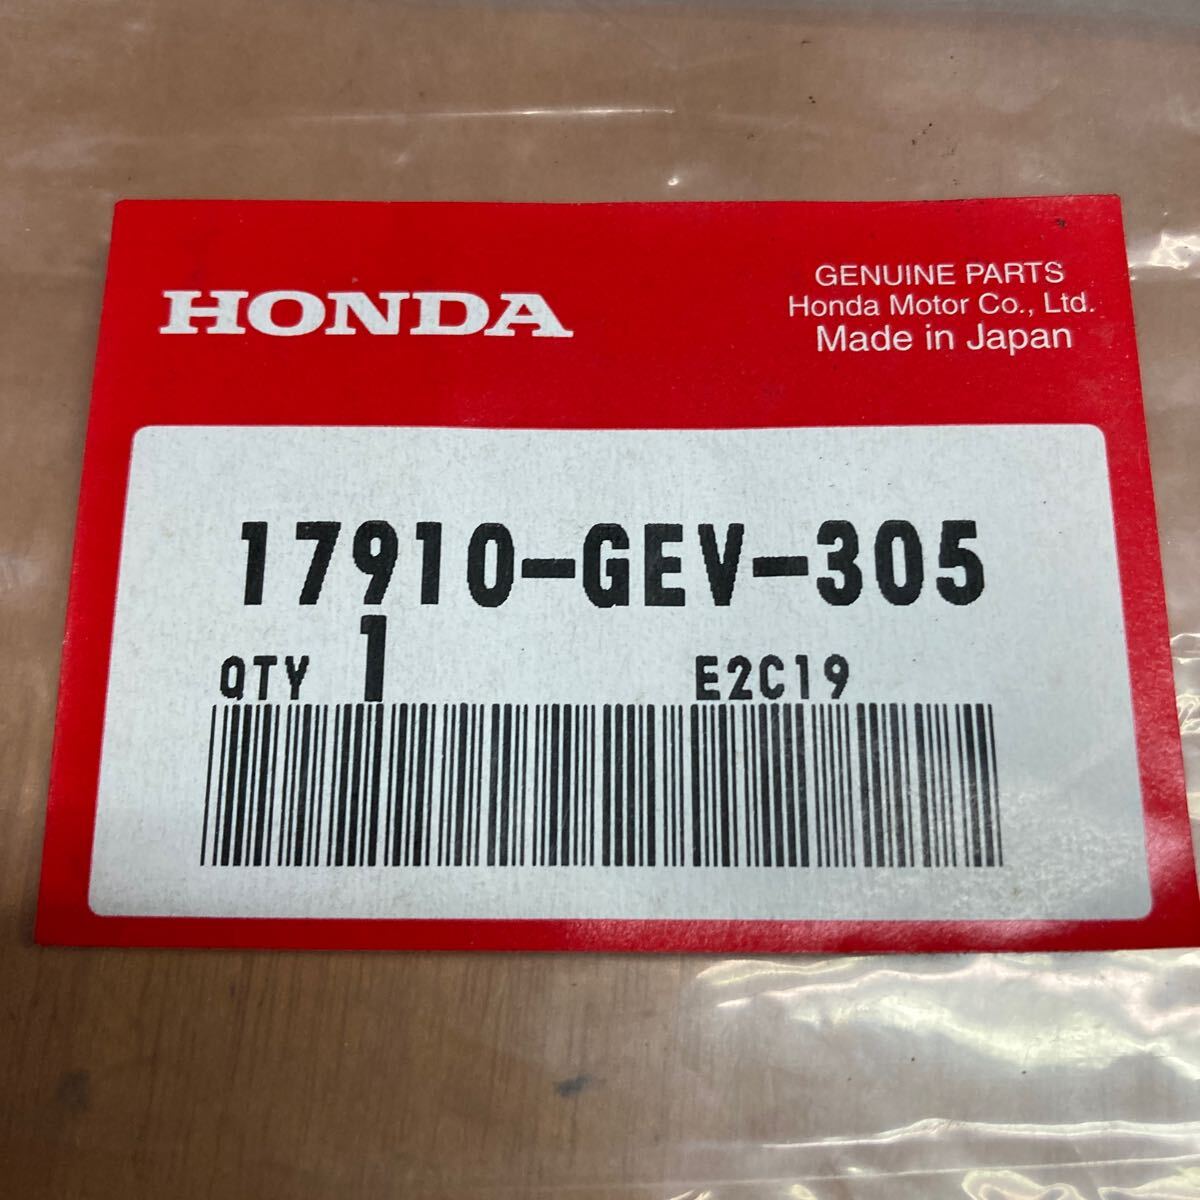 HONDA
GENUINE PARTS
Honda Motor Co., Ltd.
Made in Japan
17910-GEV-305
QTY 1 E2C19